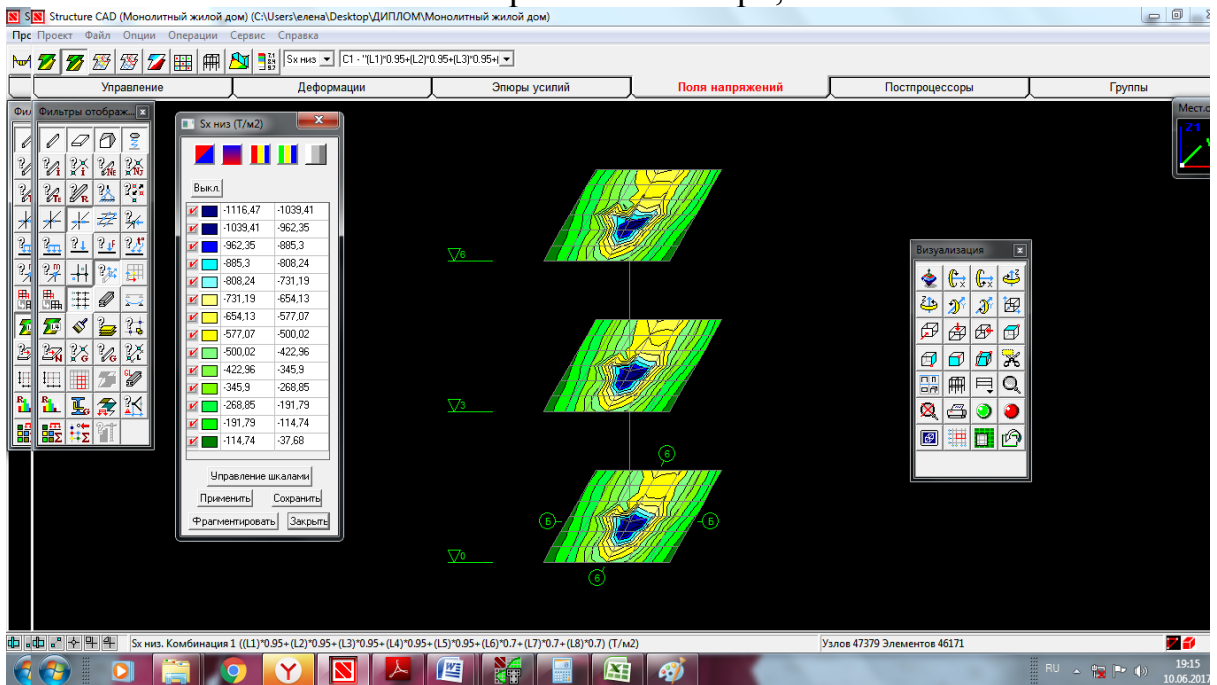 Structure CAD (Монолитный жилой дом) (C:\Users\елена\Desktop\ДИПЛОМ\Монолитный жилой дом)
Проект Файл Опции Операции Сервис Справка
Sx низ C1 - "(L1)*0.95+(L2)*0.95+(L3)*0.95+(
Управление Деформации Эпюры усилий Поля напряжений Постпроцессоры Группы
Фильтры отображ...
Sx низ (Т/м2)
Выкл.
-1116,47 -1039,41
-1039,41 -962,35
-962,35 -885,3
-885,3 -808,24
-808,24 -731,19
-731,19 -654,13
-654,13 -577,07
-577,07 -500,02
-500,02 -422,96
-422,96 -345,9
-345,9 -268,85
-268,85 -191,79
-191,79 -114,74
-114,74 -37,68
Управление шкалами
Применить Сохранить
Фрагментировать Закрыть
6
3
6
Б Б
0
6
Визуализация
Sx низ. Комбинация 1 ((L1)*0.95+(L2)*0.95+(L3)*0.95+(L4)*0.95+(L5)*0.95+(L6)*0.7+(L7)*0.7+(L8)*0.7) (Т/м2)
Узлов 47379 Элементов 46171
RU
19:15
10.06.2017